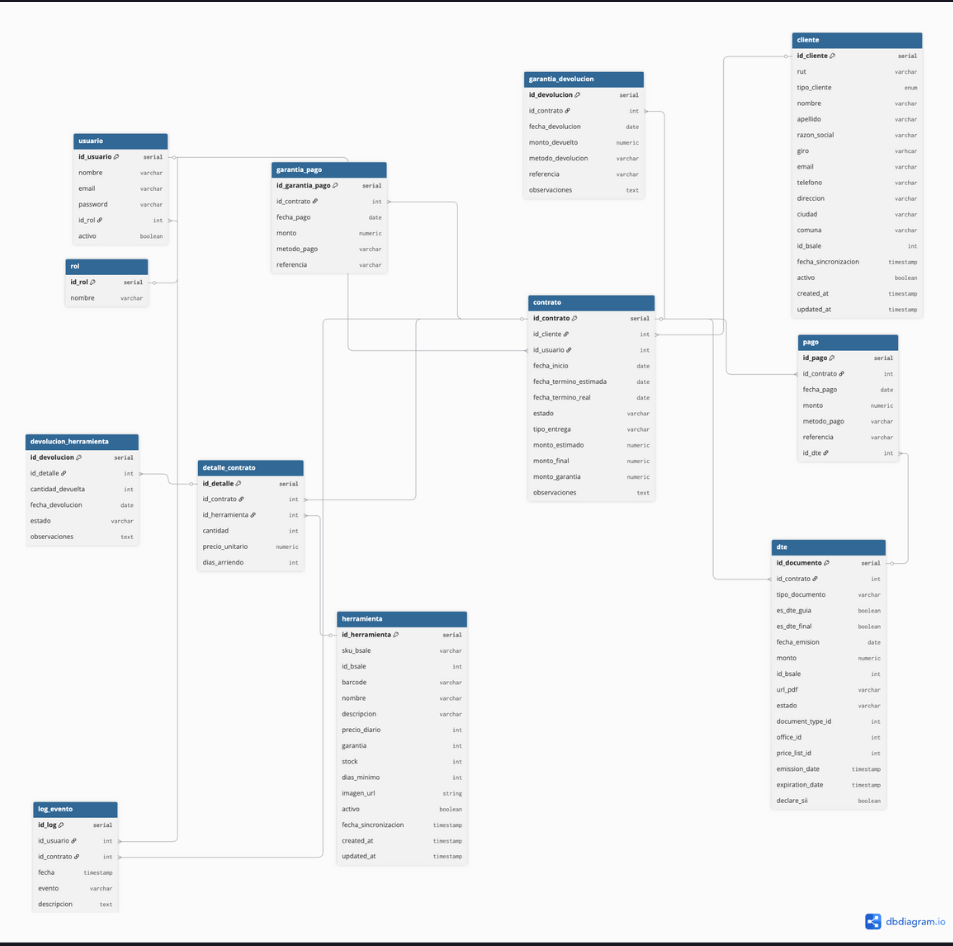 cliente
id_cliente serial
rut varchar
tipo_cliente enum
nombre varchar
apellido varchar
razon_social varchar
giro varhcar
email varchar
telefono varchar
direccion varchar
ciudad varchar
comuna varchar
id_bsale int
fecha_sincronizacion timestamp
activo boolean
created_at timestamp
updated_at timestamp
garantia_devolucion
id_devolucion serial
id_contrato int
fecha_devolucion date
monto_devuelto numeric
metodo_devolucion varchar
referencia varchar
observaciones text
usuario
id_usuario serial
nombre varchar
email varchar
password varchar
id_rol int
activo boolean
garantia_pago
id_garantia_pago serial
id_contrato int
fecha_pago date
monto numeric
metodo_pago varchar
referencia varchar
rol
id_rol serial
nombre varchar
contrato
id_contrato serial
id_cliente int
id_usuario int
fecha_inicio date
fecha_termino_estimada date
fecha_termino_real date
estado varchar
tipo_entrega varchar
monto_estimado numeric
monto_final numeric
monto_garantia numeric
observaciones text
pago
id_pago serial
id_contrato int
fecha_pago date
monto numeric
metodo_pago varchar
referencia varchar
id_dte int
devolucion_herramienta
id_devolucion serial
id_detalle int
cantidad_devuelta int
fecha_devolucion date
estado varchar
observaciones text
detalle_contrato
id_detalle serial
id_contrato int
id_herramienta int
cantidad int
precio_unitario numeric
dias_arriendo int
dte
id_documento serial
id_contrato int
tipo_documento varchar
es_dte_guia boolean
es_dte_final boolean
fecha_emision date
monto numeric
id_bsale int
url_pdf varchar
estado varchar
document_type_id int
office_id int
price_list_id int
emission_date timestamp
expiration_date timestamp
declare_sii boolean
herramienta
id_herramienta serial
sku_bsale varchar
id_bsale int
barcode varchar
nombre varchar
descripcion varchar
precio_diario int
garantia int
stock int
dias_minimo int
imagen_url string
activo boolean
fecha_sincronizacion timestamp
created_at timestamp
updated_at timestamp
log_evento
id_log serial
id_usuario int
id_contrato int
fecha timestamp
evento varchar
descripcion text
dbdiagram.io